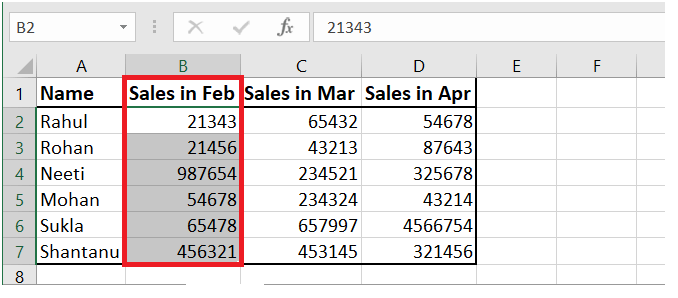 B2 fx 21343
A B C D E F
1 Name Sales in Feb Sales in Mar Sales in Apr
2 Rahul 21343 65432 54678
3 Rohan 21456 43213 87643
4 Neeti 987654 234521 325678
5 Mohan 54678 234324 43214
6 Sukla 65478 657997 4566754
7 Shantanu 456321 453145 321456
8